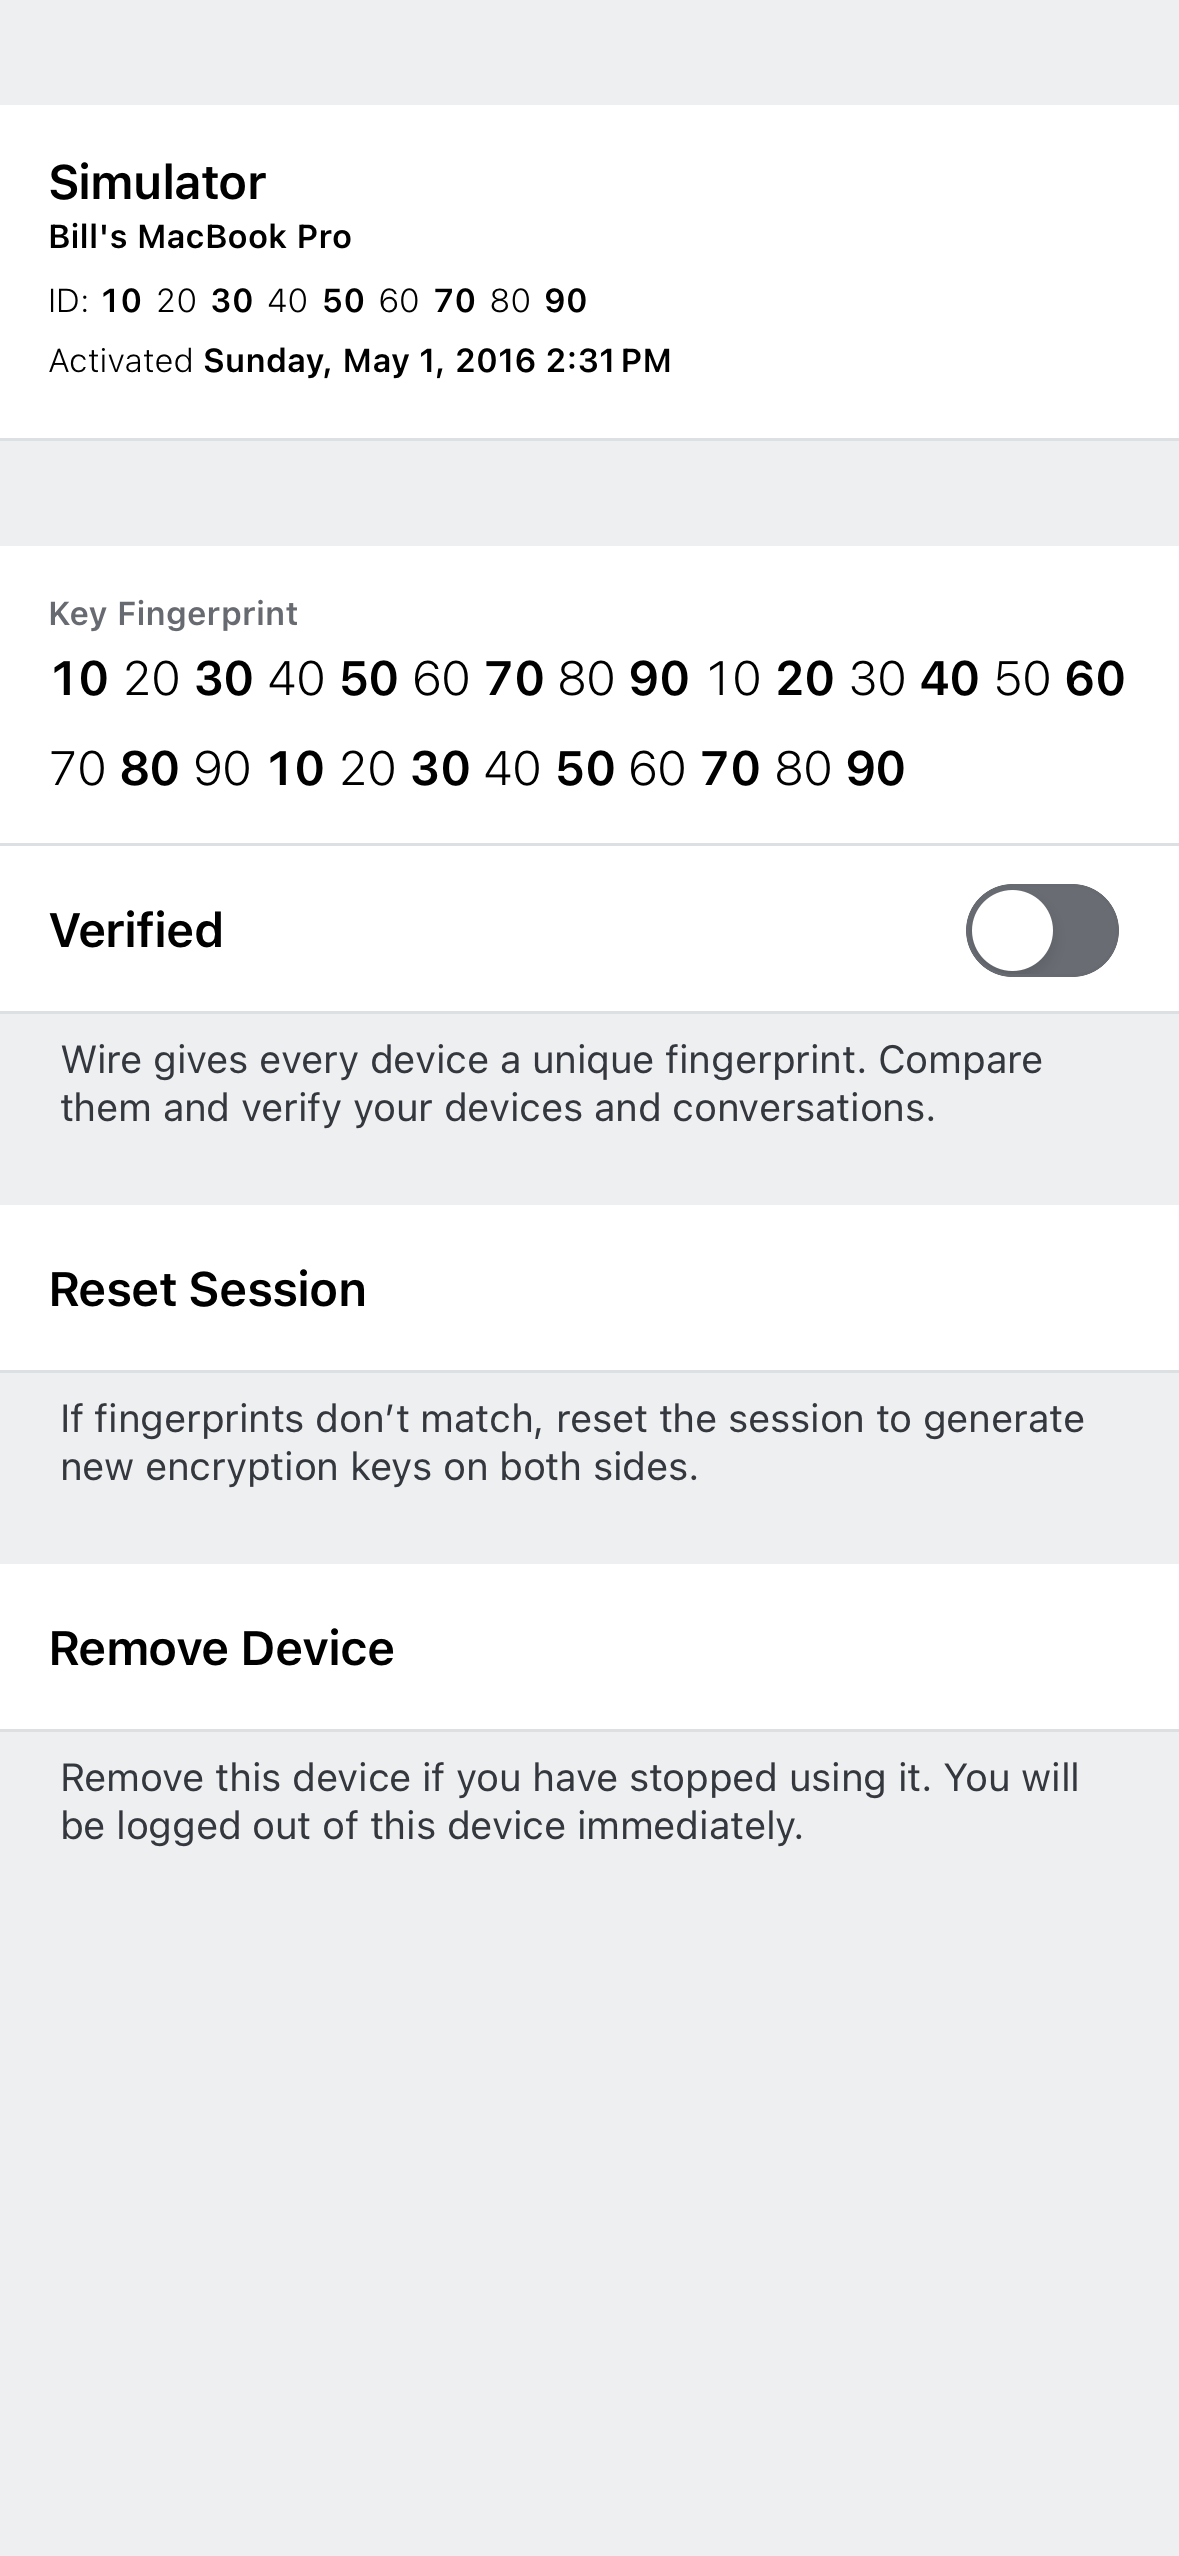 Simulator
Bill's MacBook Pro
ID: 10 20 30 40 50 60 70 80 90
Activated Sunday, May 1, 2016 2:31 PM
Key Fingerprint
10 20 30 40 50 60 70 80 90 10 20 30 40 50 60
70 80 90 10 20 30 40 50 60 70 80 90
Verified
Wire gives every device a unique fingerprint. Compare
them and verify your devices and conversations.
Reset Session
If fingerprints don’t match, reset the session to generate
new encryption keys on both sides.
Remove Device
Remove this device if you have stopped using it. You will
be logged out of this device immediately.